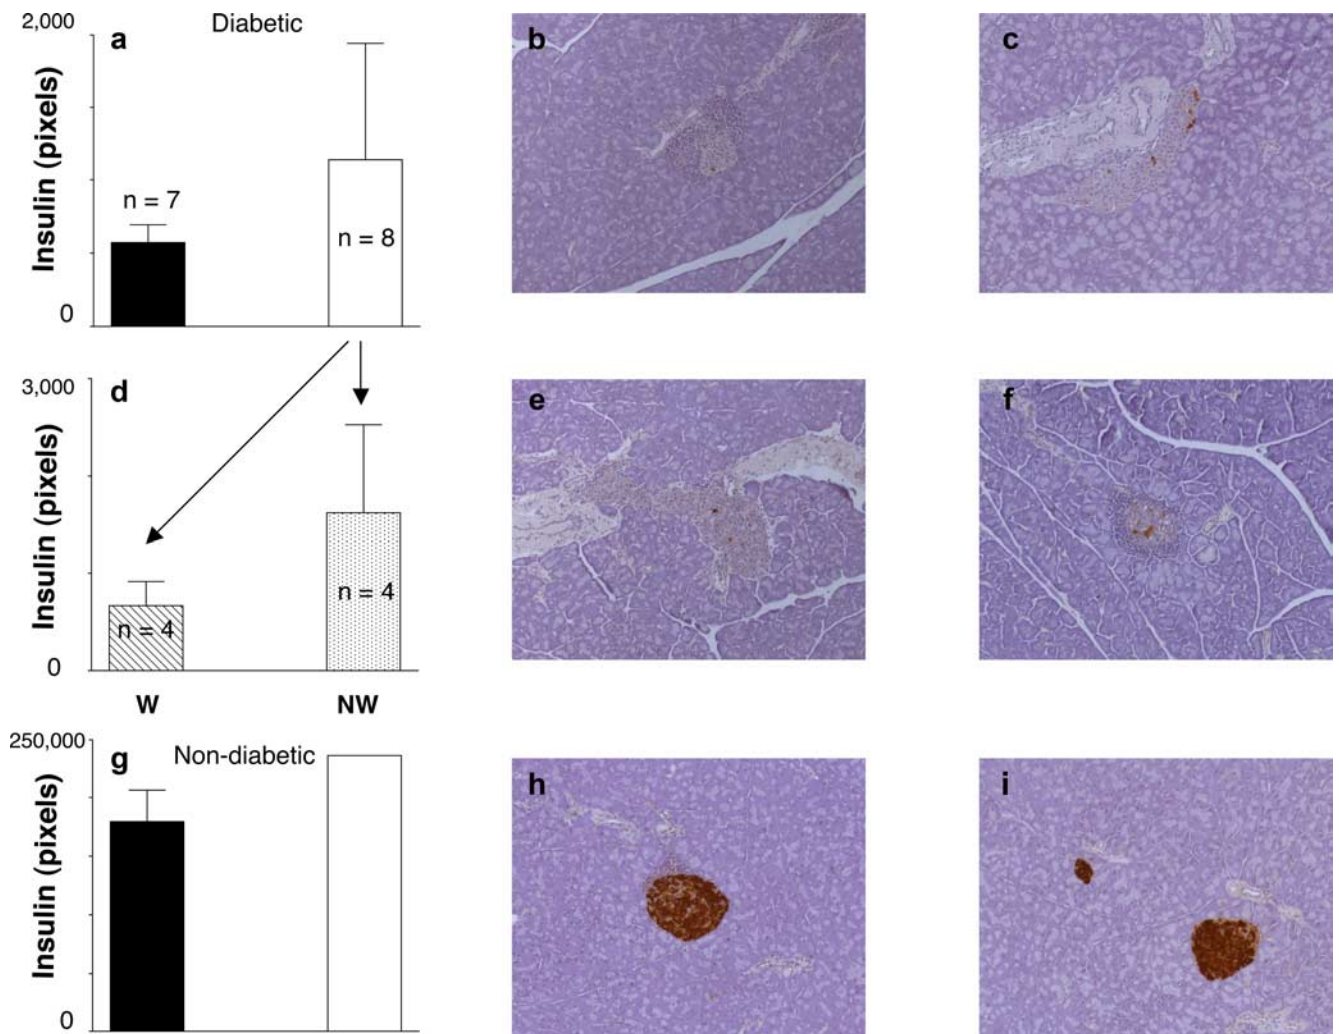 2,000
a
Diabetic
b
c
Insulin (pixels)
n = 7
n = 8
0
3,000
d
e
f
Insulin (pixels)
n = 4
n = 4
0
W
NW
250,000
g
Non-diabetic
h
i
Insulin (pixels)
0